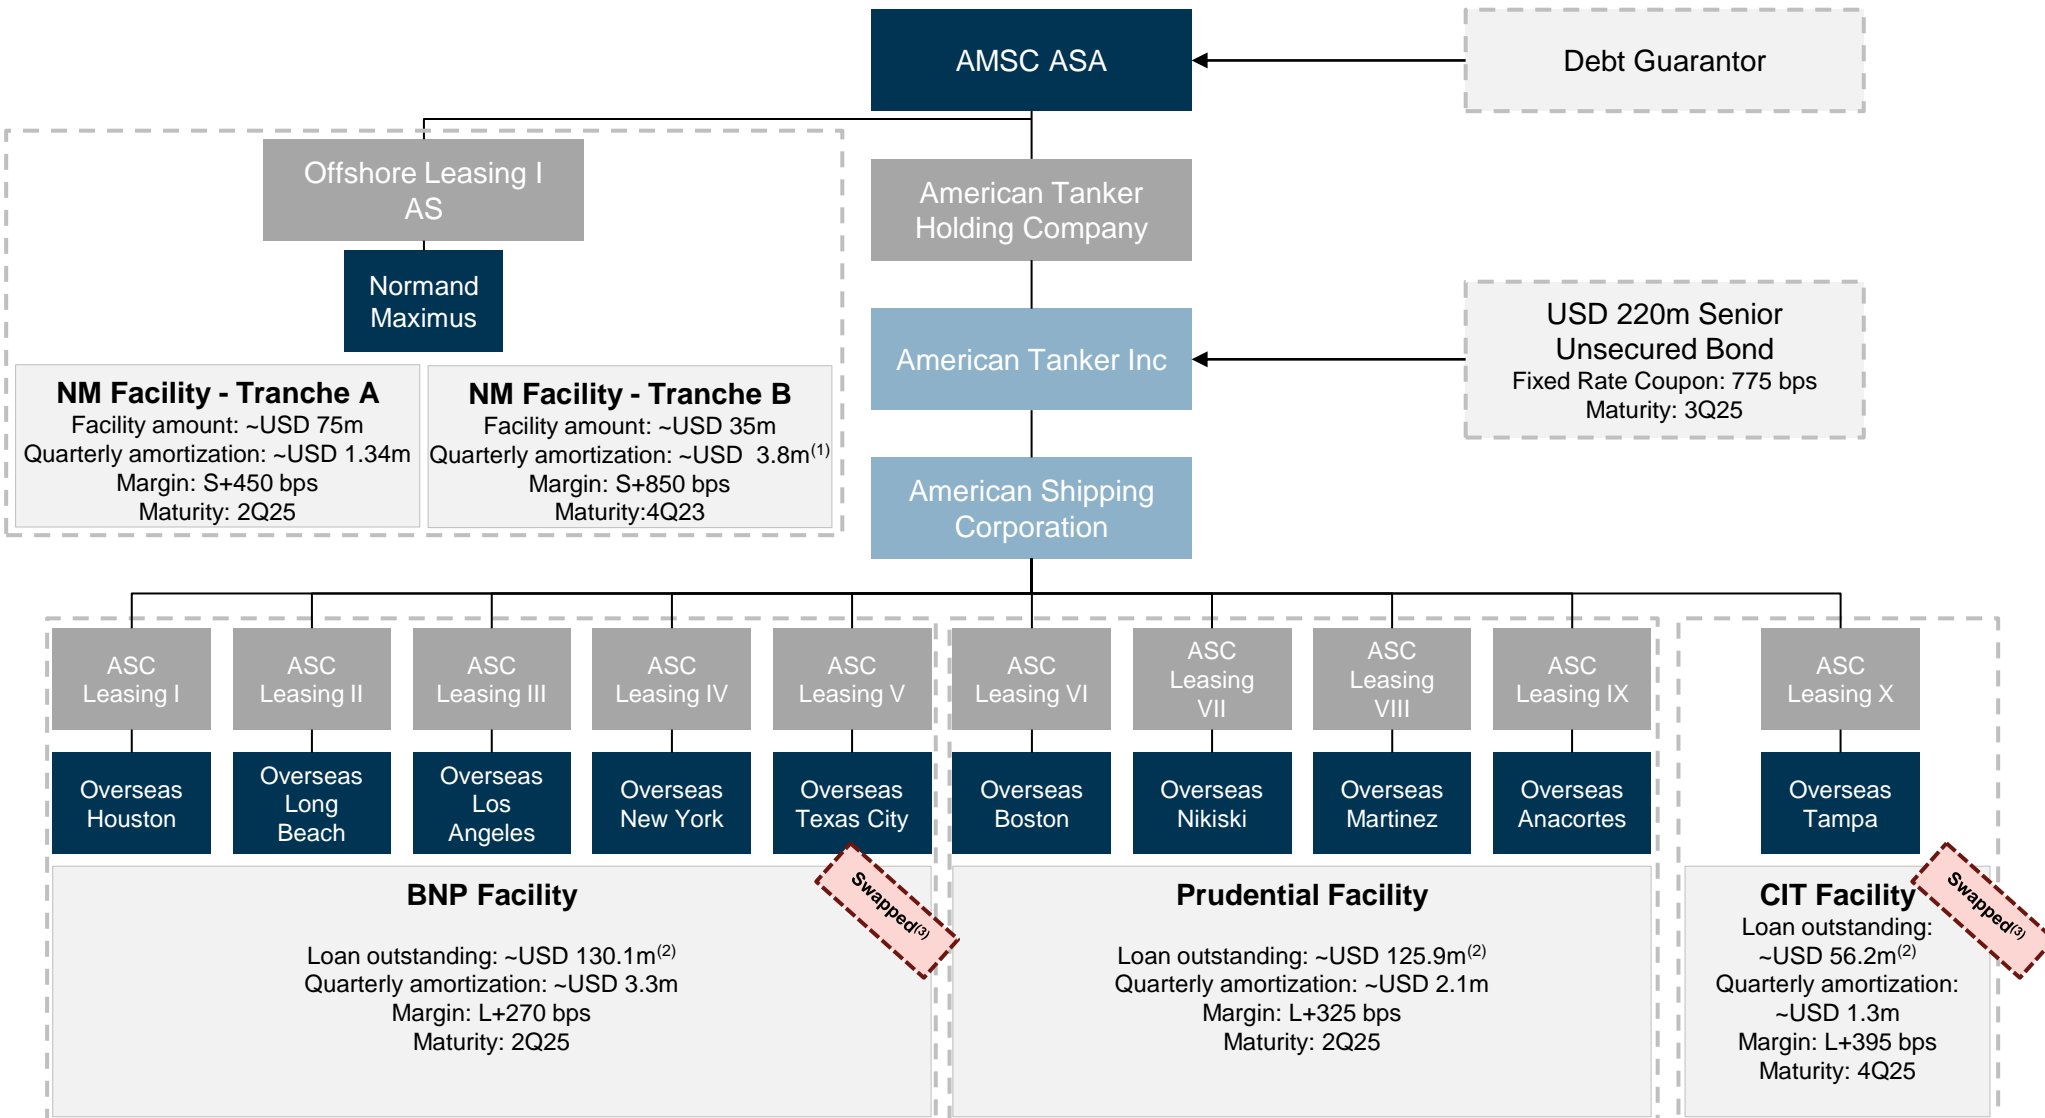 AMSC ASA
Debt Guarantor
Offshore Leasing I
AS
American Tanker
Holding Company
Normand
Maximus
American Tanker Inc
USD 220m Senior
Unsecured Bond
Fixed Rate Coupon: 775 bps
Maturity: 3Q25
NM Facility - Tranche A
Facility amount: ~USD 75m
Quarterly amortization: ~USD 1.34m
Margin: S+450 bps
Maturity: 2Q25
NM Facility - Tranche B
Facility amount: ~USD 35m
Quarterly amortization: ~USD 3.8m(1)
Margin: S+850 bps
Maturity:4Q23
American Shipping
Corporation
ASC
Leasing I
ASC
Leasing II
ASC
Leasing III
ASC
Leasing IV
ASC
Leasing V
ASC
Leasing VI
ASC
Leasing
VII
ASC
Leasing
VIII
ASC
Leasing IX
ASC
Leasing X
Overseas
Houston
Overseas
Long
Beach
Overseas
Los
Angeles
Overseas
New York
Overseas
Texas City
Overseas
Boston
Overseas
Nikiski
Overseas
Martinez
Overseas
Anacortes
Overseas
Tampa
BNP Facility
Loan outstanding: ~USD 130.1m(2)
Quarterly amortization: ~USD 3.3m
Margin: L+270 bps
Maturity: 2Q25
Swapped(3)
Prudential Facility
Loan outstanding: ~USD 125.9m(2)
Quarterly amortization: ~USD 2.1m
Margin: L+325 bps
Maturity: 2Q25
CIT Facility
Loan outstanding:
~USD 56.2m(2)
Quarterly amortization:
~USD 1.3m
Margin: L+395 bps
Maturity: 4Q25
Swapped(3)